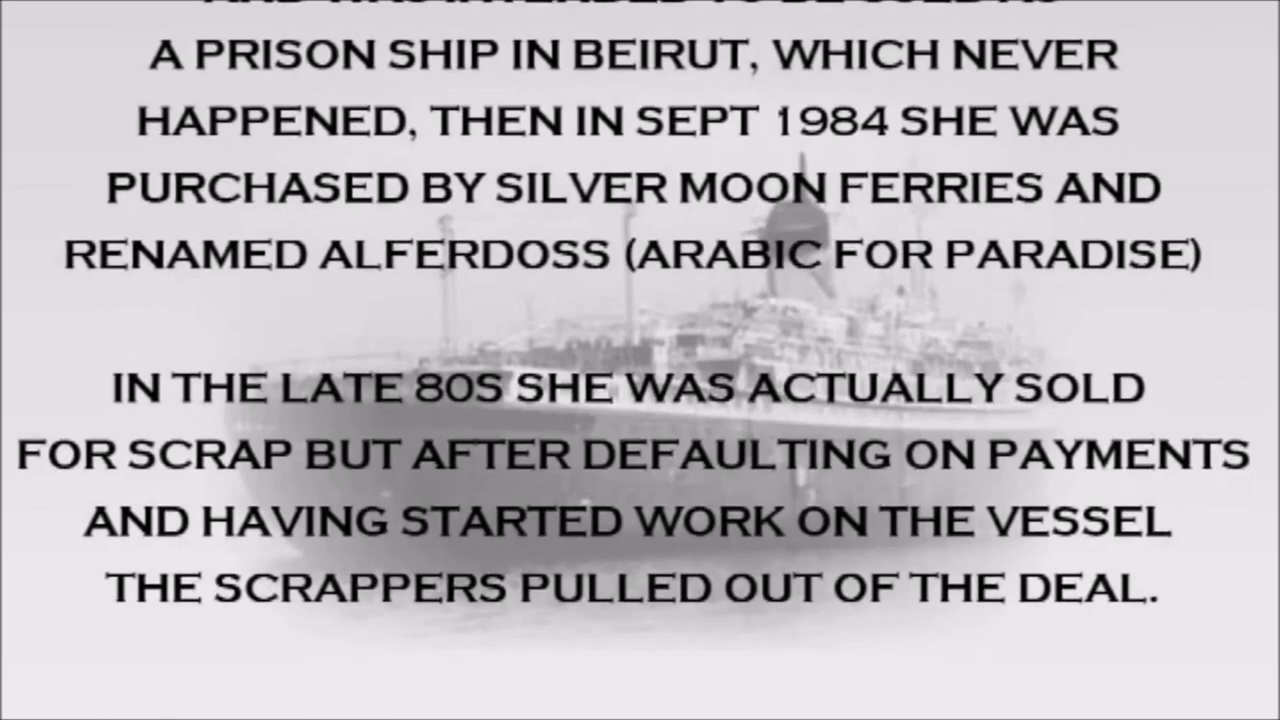 A PRISON SHIP IN BEIRUT, WHICH NEVER
HAPPENED, THEN IN SEPT 1984 SHE WAS
PURCHASED BY SILVER MOON FERRIES AND
RENAMED ALFERDOSS (ARABIC FOR PARADISE)
IN THE LATE 80S SHE WAS ACTUALLY SOLD
FOR SCRAP BUT AFTER DEFAULTING ON PAYMENTS
AND HAVING STARTED WORK ON THE VESSEL
THE SCRAPPERS PULLED OUT OF THE DEAL.